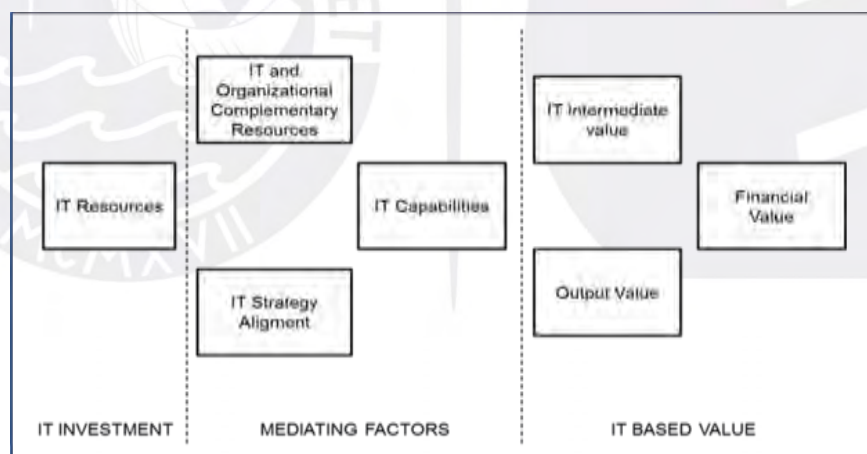 IT and
Organizational
Complementary
Resources
IT Intermediate
value
IT Resources
IT Capabilities
Financial
Value
IT Strategy
Aligment
Output Value
IT INVESTMENT
MEDIATING FACTORS
IT BASED VALUE
MCMXVII